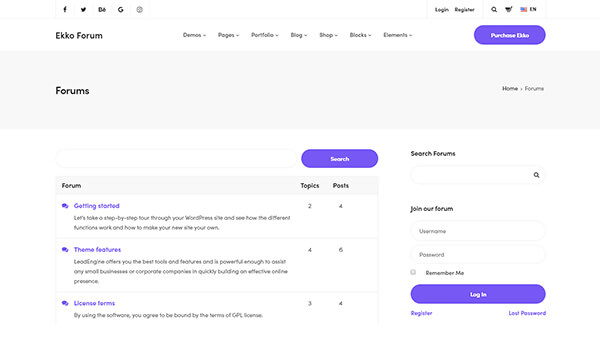 Login Register EN
Ekko Forum Demos Pages Portfolio Blog Shop Blocks Elements Purchase Ekko
Forums
Home > Forums
Search
Forum Topics Posts
Getting started 2 4
Let's take a step-by-step tour through your WordPress site and see how the different
functions work and how to make your new site your own.
Theme features 4 6
LeadEngine offers you the best tools and features and is powerful enough to assist
any small businesses or corporate companies in quickly building an effective online
presence.
License terms 3 4
By using the software, you agree to be bound by the terms of GPL license.
Search Forums
Join our forum
Username
Password
Remember Me
Log In
Register Lost Password